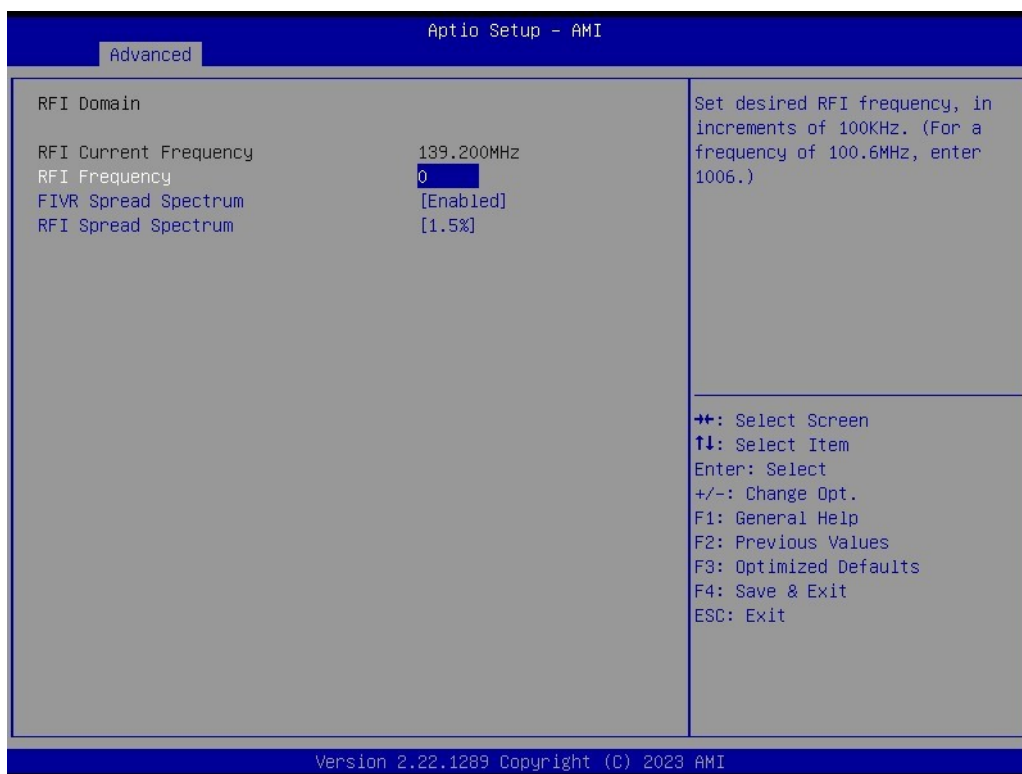 Aptio Setup – AMI
Advanced
RFI Domain
RFI Current Frequency 139.200MHz
RFI Frequency 0
FIVR Spread Spectrum [Enabled]
RFI Spread Spectrum [1.5%]
Set desired RFI frequency, in
increments of 100KHz. (For a
frequency of 100.6MHz, enter
1006.)
→←: Select Screen
↑↓: Select Item
Enter: Select
+/-: Change Opt.
F1: General Help
F2: Previous Values
F3: Optimized Defaults
F4: Save & Exit
ESC: Exit
Version 2.22.1289 Copyright (C) 2023 AMI